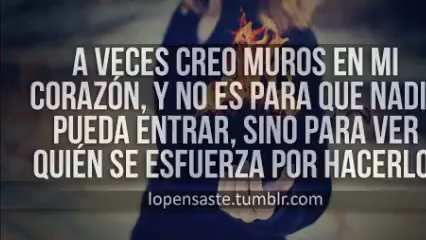 A VECES CREO MUROS EN MI
CORAZÓN, Y NO ES PARA QUE NADI
PUEDA ENTRAR, SINO PARA VER
QUIÉN SE ESFUERZA POR HACERLO
lopensaste.tumblr.com